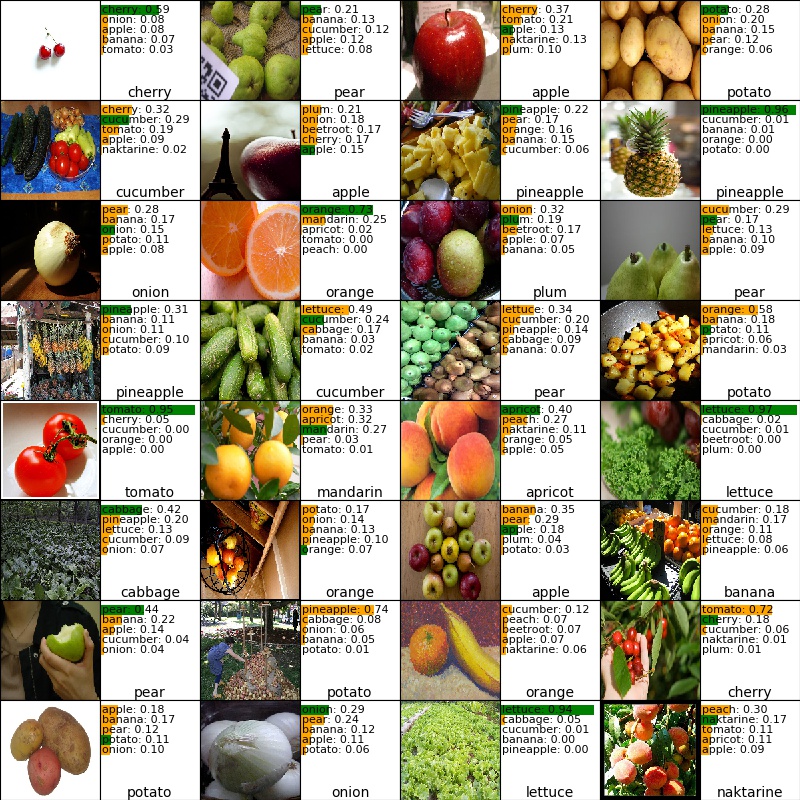 cherry: 0.59
onion: 0.08
apple: 0.08
banana: 0.07
tomato: 0.03
cherry
pear: 0.21
banana: 0.13
cucumber: 0.12
apple: 0.12
lettuce: 0.08
pear
cherry: 0.37
tomato: 0.21
apple: 0.13
naktarine: 0.13
plum: 0.10
apple
potato: 0.28
onion: 0.20
banana: 0.15
pear: 0.12
orange: 0.06
potato
cherry: 0.32
cucumber: 0.29
tomato: 0.19
apple: 0.09
naktarine: 0.02
cucumber
plum: 0.21
onion: 0.18
beetroot: 0.17
cherry: 0.17
apple: 0.15
apple
pineapple: 0.22
pear: 0.17
orange: 0.16
banana: 0.15
cucumber: 0.06
pineapple
pineapple: 0.96
cucumber: 0.01
banana: 0.01
orange: 0.00
potato: 0.00
pineapple
pear: 0.28
banana: 0.17
onion: 0.15
potato: 0.11
apple: 0.08
onion
orange: 0.73
mandarin: 0.25
apricot: 0.02
tomato: 0.00
peach: 0.00
orange
onion: 0.32
plum: 0.19
beetroot: 0.17
apple: 0.07
banana: 0.05
plum
cucumber: 0.29
pear: 0.17
lettuce: 0.13
banana: 0.10
apple: 0.09
pear
pineapple: 0.31
banana: 0.11
onion: 0.11
cucumber: 0.10
potato: 0.09
pineapple
lettuce: 0.49
cucumber: 0.24
cabbage: 0.17
banana: 0.03
tomato: 0.02
cucumber
lettuce: 0.34
cucumber: 0.20
pineapple: 0.14
cabbage: 0.09
banana: 0.07
pear
orange: 0.58
banana: 0.18
potato: 0.11
apricot: 0.06
mandarin: 0.03
potato
tomato: 0.95
cherry: 0.05
cucumber: 0.00
orange: 0.00
apple: 0.00
tomato
orange: 0.33
apricot: 0.32
mandarin: 0.27
pear: 0.03
tomato: 0.01
mandarin
apricot: 0.40
peach: 0.27
naktarine: 0.11
orange: 0.05
apple: 0.05
apricot
lettuce: 0.97
cabbage: 0.02
cucumber: 0.01
beetroot: 0.00
plum: 0.00
lettuce
cabbage: 0.42
pineapple: 0.20
lettuce: 0.13
cucumber: 0.09
onion: 0.07
cabbage
potato: 0.17
onion: 0.14
banana: 0.13
pineapple: 0.10
orange: 0.07
orange
banana: 0.35
pear: 0.29
apple: 0.18
plum: 0.04
potato: 0.03
apple
cucumber: 0.18
mandarin: 0.17
orange: 0.11
lettuce: 0.08
pineapple: 0.06
banana
pear: 0.44
banana: 0.22
apple: 0.14
cucumber: 0.04
onion: 0.04
pear
pineapple: 0.74
cabbage: 0.08
onion: 0.06
banana: 0.05
potato: 0.01
potato
cucumber: 0.12
peach: 0.07
beetroot: 0.07
apple: 0.07
naktarine: 0.06
orange
tomato: 0.72
cherry: 0.18
cucumber: 0.06
naktarine: 0.01
plum: 0.01
cherry
apple: 0.18
banana: 0.17
pear: 0.12
potato: 0.11
onion: 0.10
potato
onion: 0.29
pear: 0.24
banana: 0.12
apple: 0.11
potato: 0.06
onion
lettuce: 0.94
cabbage: 0.05
cucumber: 0.01
banana: 0.00
pineapple: 0.00
lettuce
peach: 0.30
naktarine: 0.17
tomato: 0.11
apricot: 0.11
apple: 0.09
naktarine